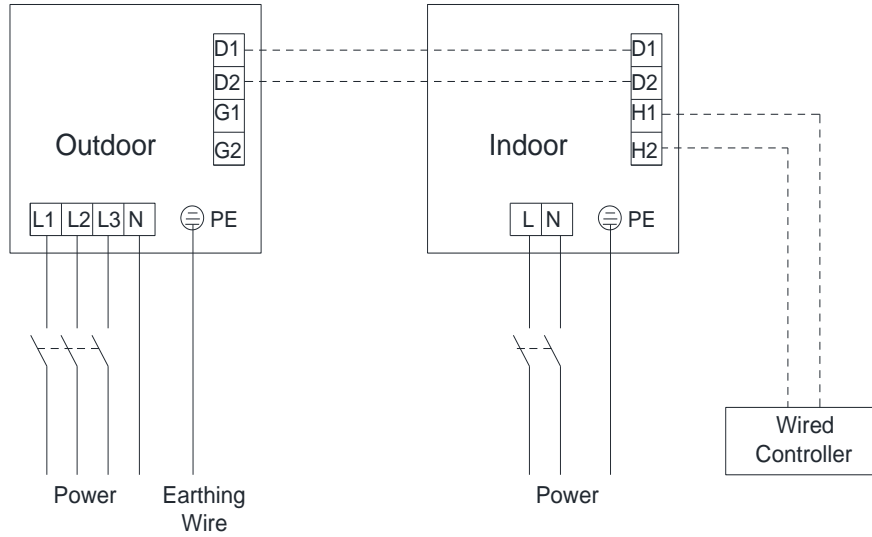 D1
D2
G1
G2
Outdoor
L1 L2 L3 N
PE
Power
Earthing
Wire
D1
D2
H1
H2
Indoor
L N
PE
Power
Wired
Controller